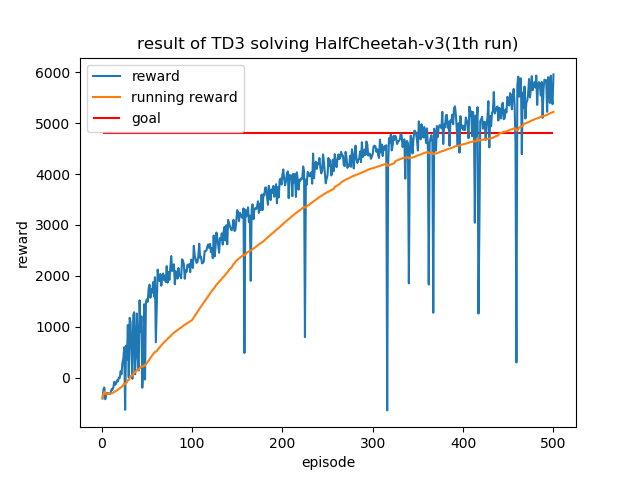 result of TD3 solving HalfCheetah-v3(1th run)
reward
running reward
goal
6000
5000
4000
3000
2000
1000
0
reward
0
100
200
300
400
500
episode